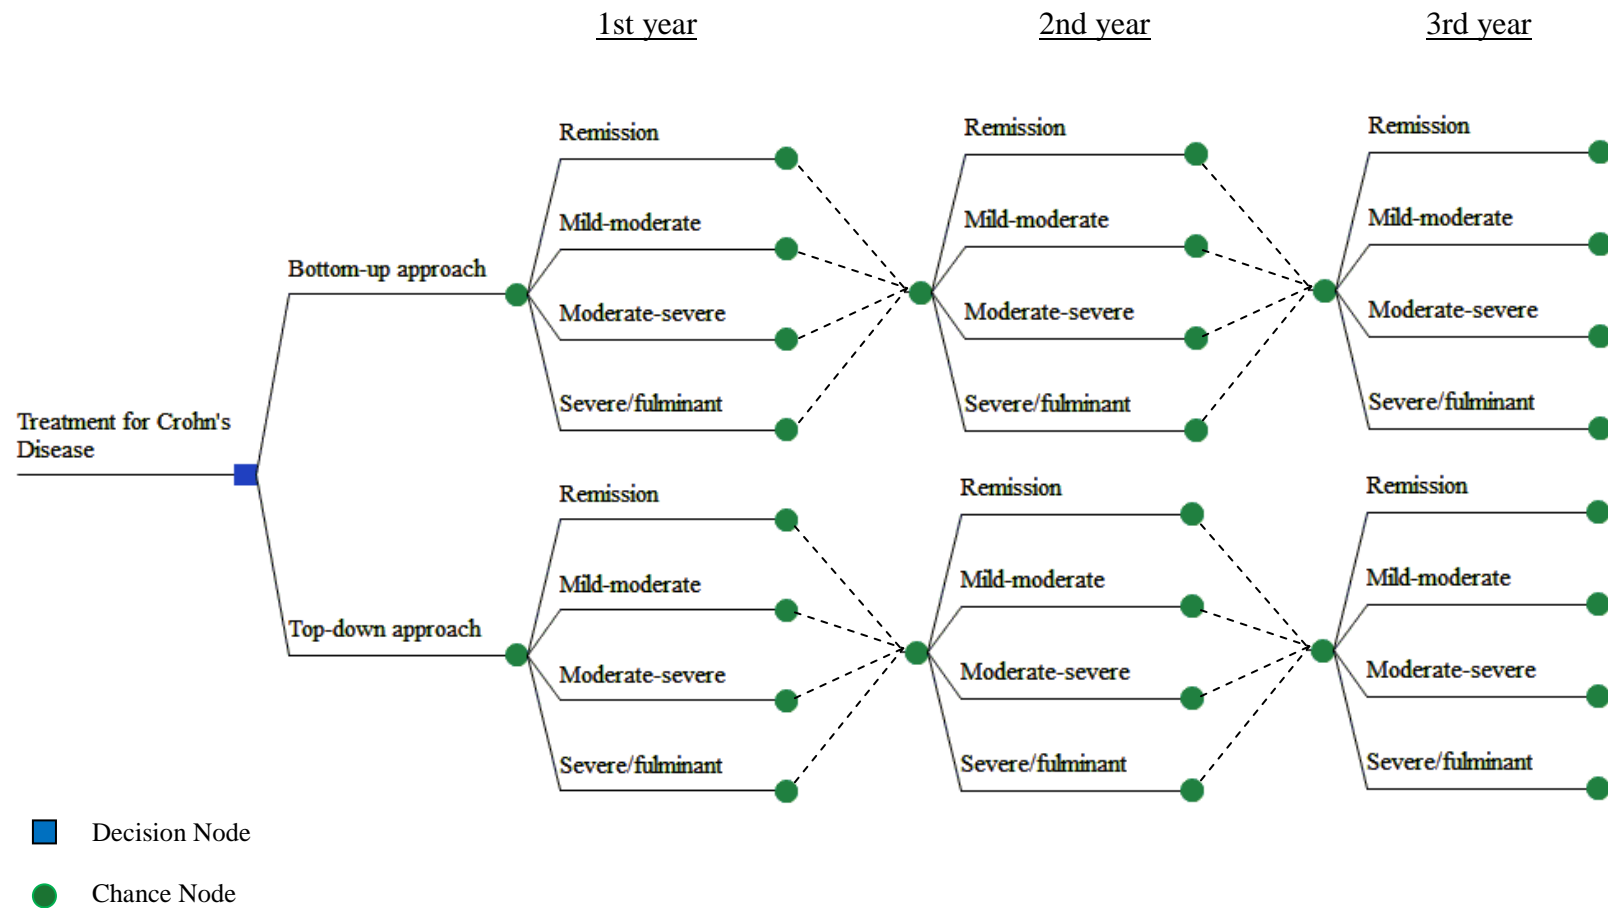 1st year
2nd year
3rd year
Remission
Remission
Remission
Mild-moderate
Mild-moderate
Mild-moderate
Bottom-up approach
Moderate-severe
Moderate-severe
Moderate-severe
Severe/fulminant
Severe/fulminant
Severe/fulminant
Treatment for Crohn's
Disease
Remission
Remission
Remission
Mild-moderate
Mild-moderate
Mild-moderate
Top-down approach
Moderate-severe
Moderate-severe
Moderate-severe
Severe/fulminant
Severe/fulminant
Severe/fulminant
Decision Node
Chance Node